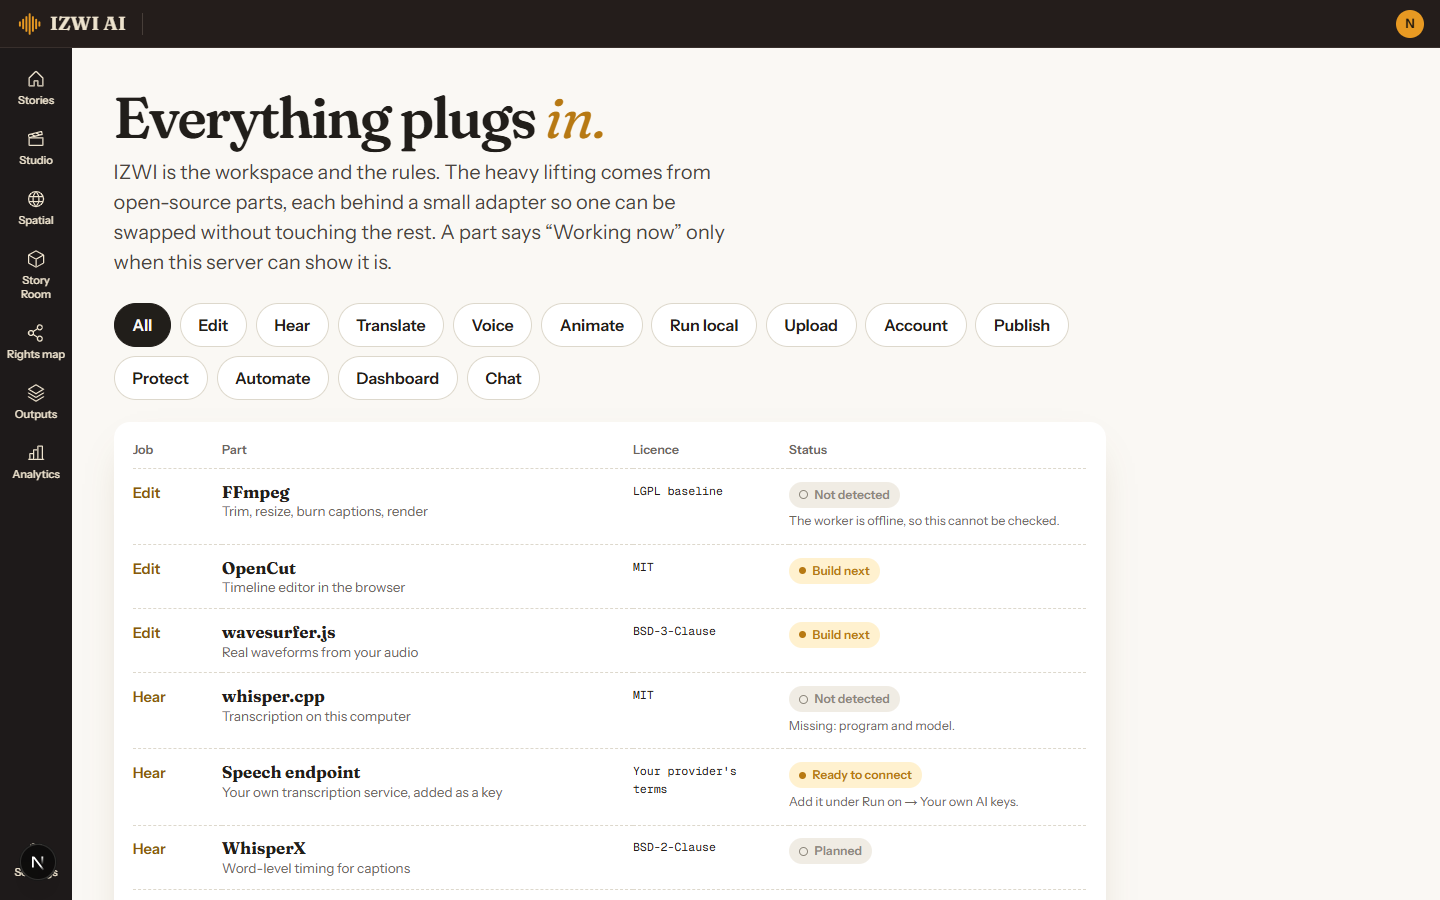 IZWI AI
N
Stories
Studio
Spatial
Story
Room
Rights map
Outputs
Analytics
N
Everything plugs in.
IZWI is the workspace and the rules. The heavy lifting comes from
open-source parts, each behind a small adapter so one can be
swapped without touching the rest. A part says “Working now” only
when this server can show it is.
All Edit Hear Translate Voice Animate Run local Upload Account Publish
Protect Automate Dashboard Chat
Job Part Licence Status
Edit FFmpeg LGPL baseline Not detected
Trim, resize, burn captions, render
The worker is offline, so this cannot be checked.
Edit OpenCut MIT Build next
Timeline editor in the browser
Edit wavesurfer.js BSD-3-Clause Build next
Real waveforms from your audio
Hear whisper.cpp MIT Not detected
Transcription on this computer
Missing: program and model.
Hear Speech endpoint Your provider's Ready to connect
Your own transcription service, added as a key terms
Add it under Run on → Your own AI keys.
Hear WhisperX BSD-2-Clause Planned
Word-level timing for captions